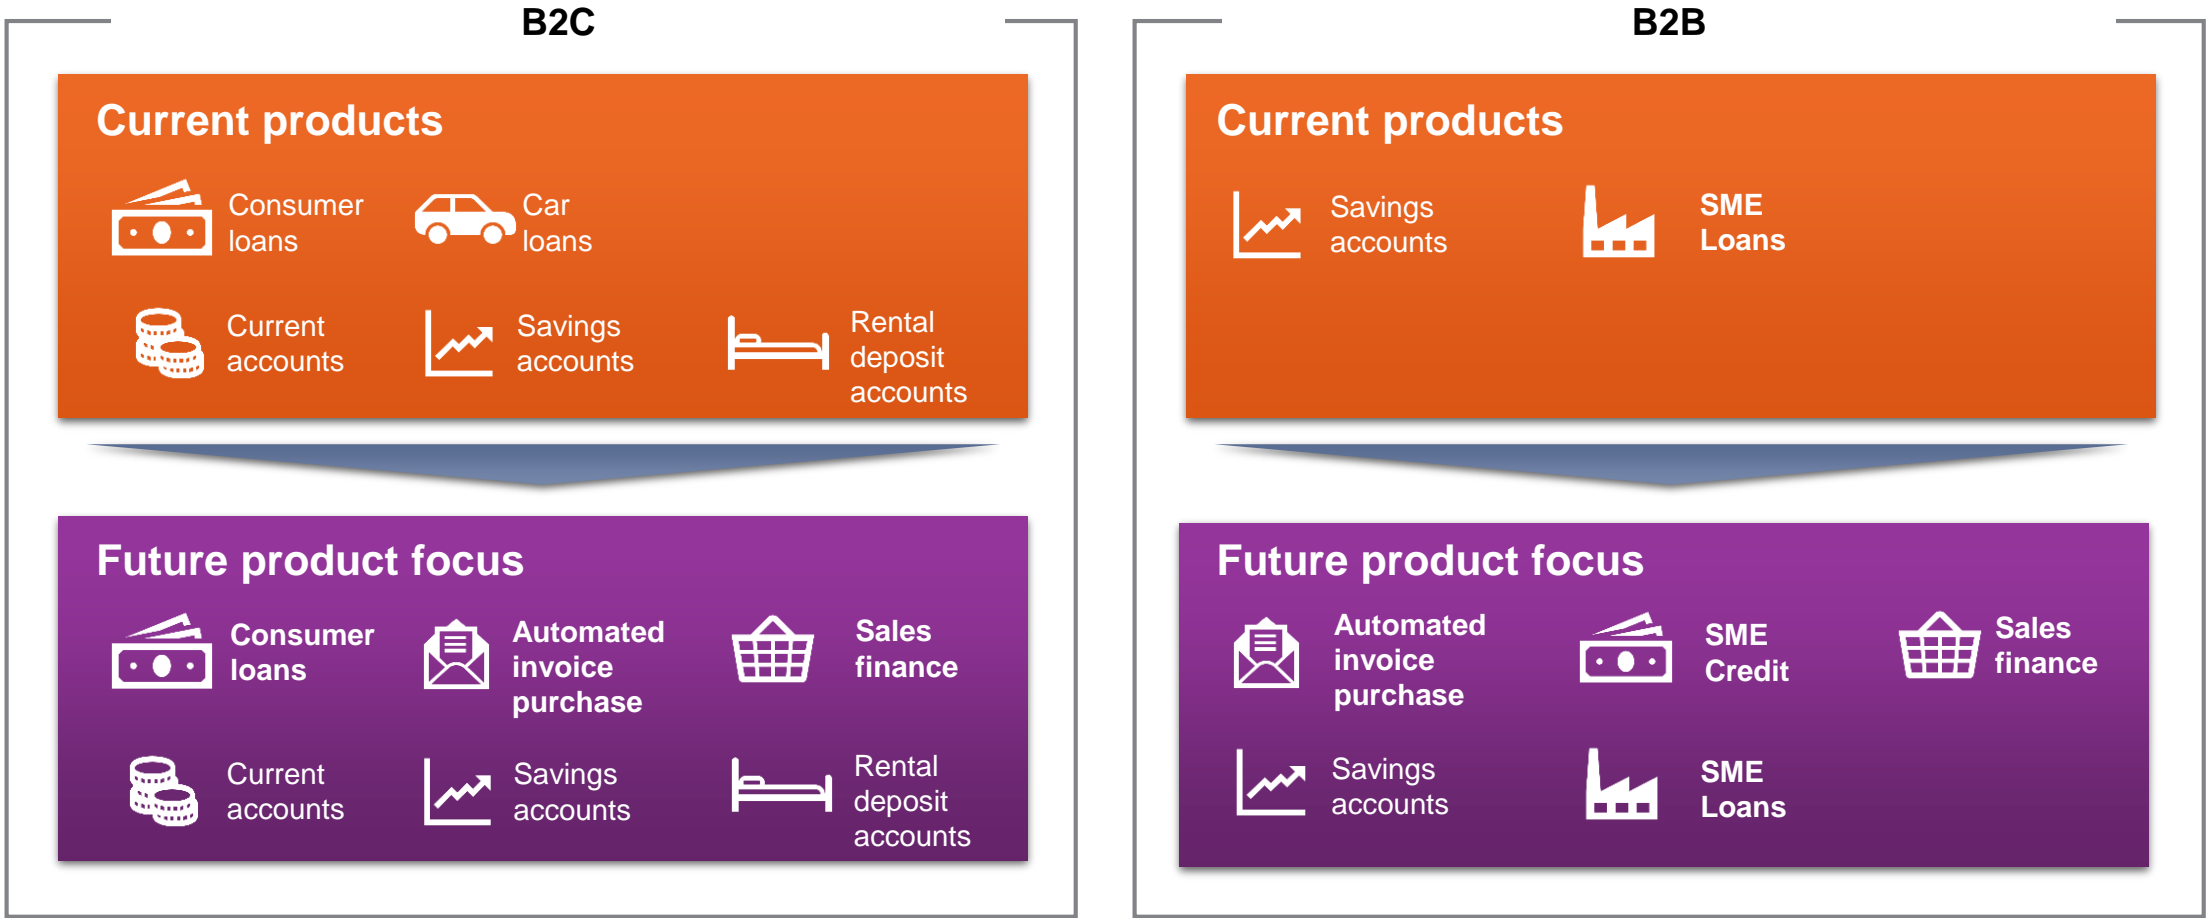 B2C
Current products
Consumer
loans
Car
loans
Current
accounts
Savings
accounts
Rental
deposit
accounts
Future product focus
Consumer
loans
Automated
invoice
purchase
Sales
finance
Current
accounts
Savings
accounts
Rental
deposit
accounts
B2B
Current products
Savings
accounts
SME
Loans
Future product focus
Automated
invoice
purchase
SME
Credit
Sales
finance
Savings
accounts
SME
Loans